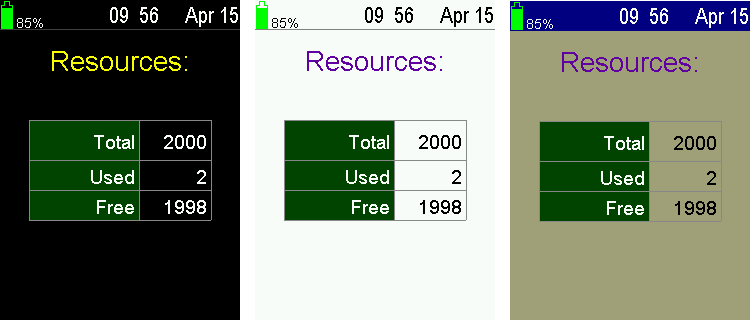 85% 09 56 Apr 15
Resources:
Total 2000
Used 2
Free 1998
85% 09 56 Apr 15
Resources:
Total 2000
Used 2
Free 1998
85% 09 56 Apr 15
Resources:
Total 2000
Used 2
Free 1998